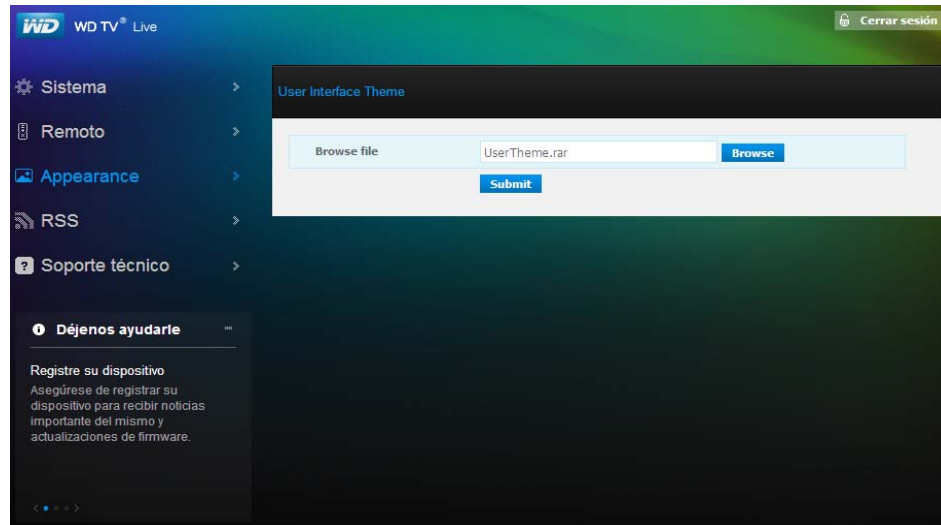 WD WD TV® Live
Cerrar sesión
Sistema
Remoto
Appearance
RSS
Soporte técnico
Déjenos ayudarle
Registre su dispositivo
Asegúrese de registrar su
dispositivo para recibir noticias
importante del mismo y
actualizaciones de firmware.
User Interface Theme
Browse file
UserTheme.rar
Browse
Submit